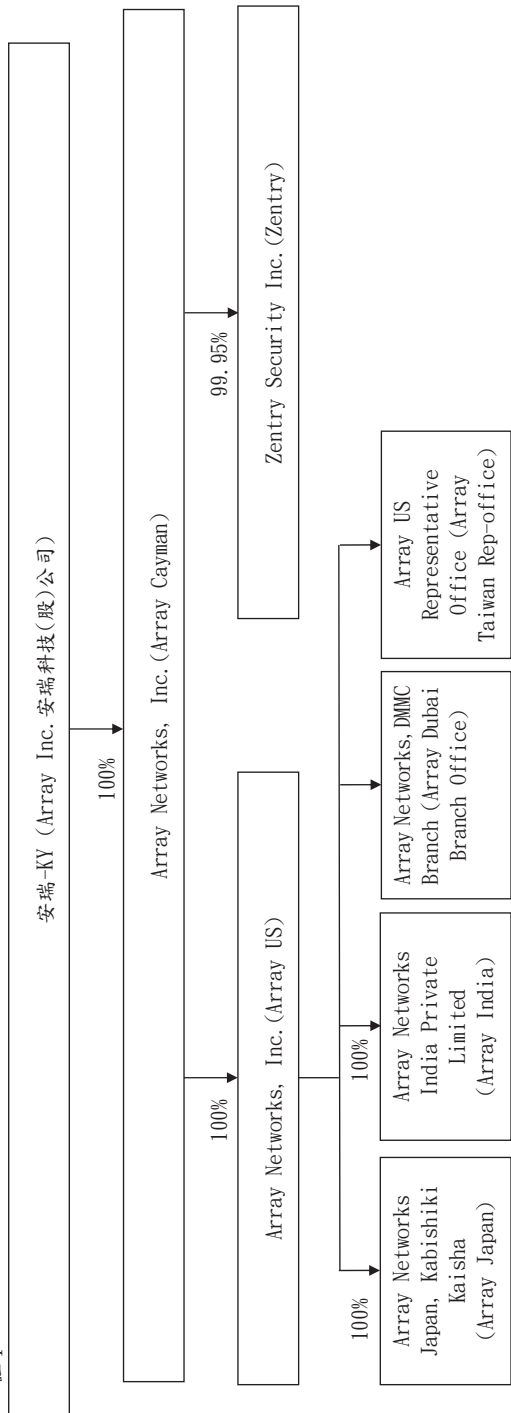 安瑞-KY (Array Inc.安瑞科技(股)公司)
100%
Array Networks, Inc.(Array Cayman)
100%
99.95%
Array Networks, Inc.(Array US)
Zentry Security Inc.(Zentry)
100%
100%
Array Networks
Japan, Kabishiki
Kaisha
(Array Japan)
Array Networks
India Private
Limited
(Array India)
Array Networks,DMMC
Branch (Array Dubai
Branch Office)
Array US
Representative
Office (Array
Taiwan Rep-office)